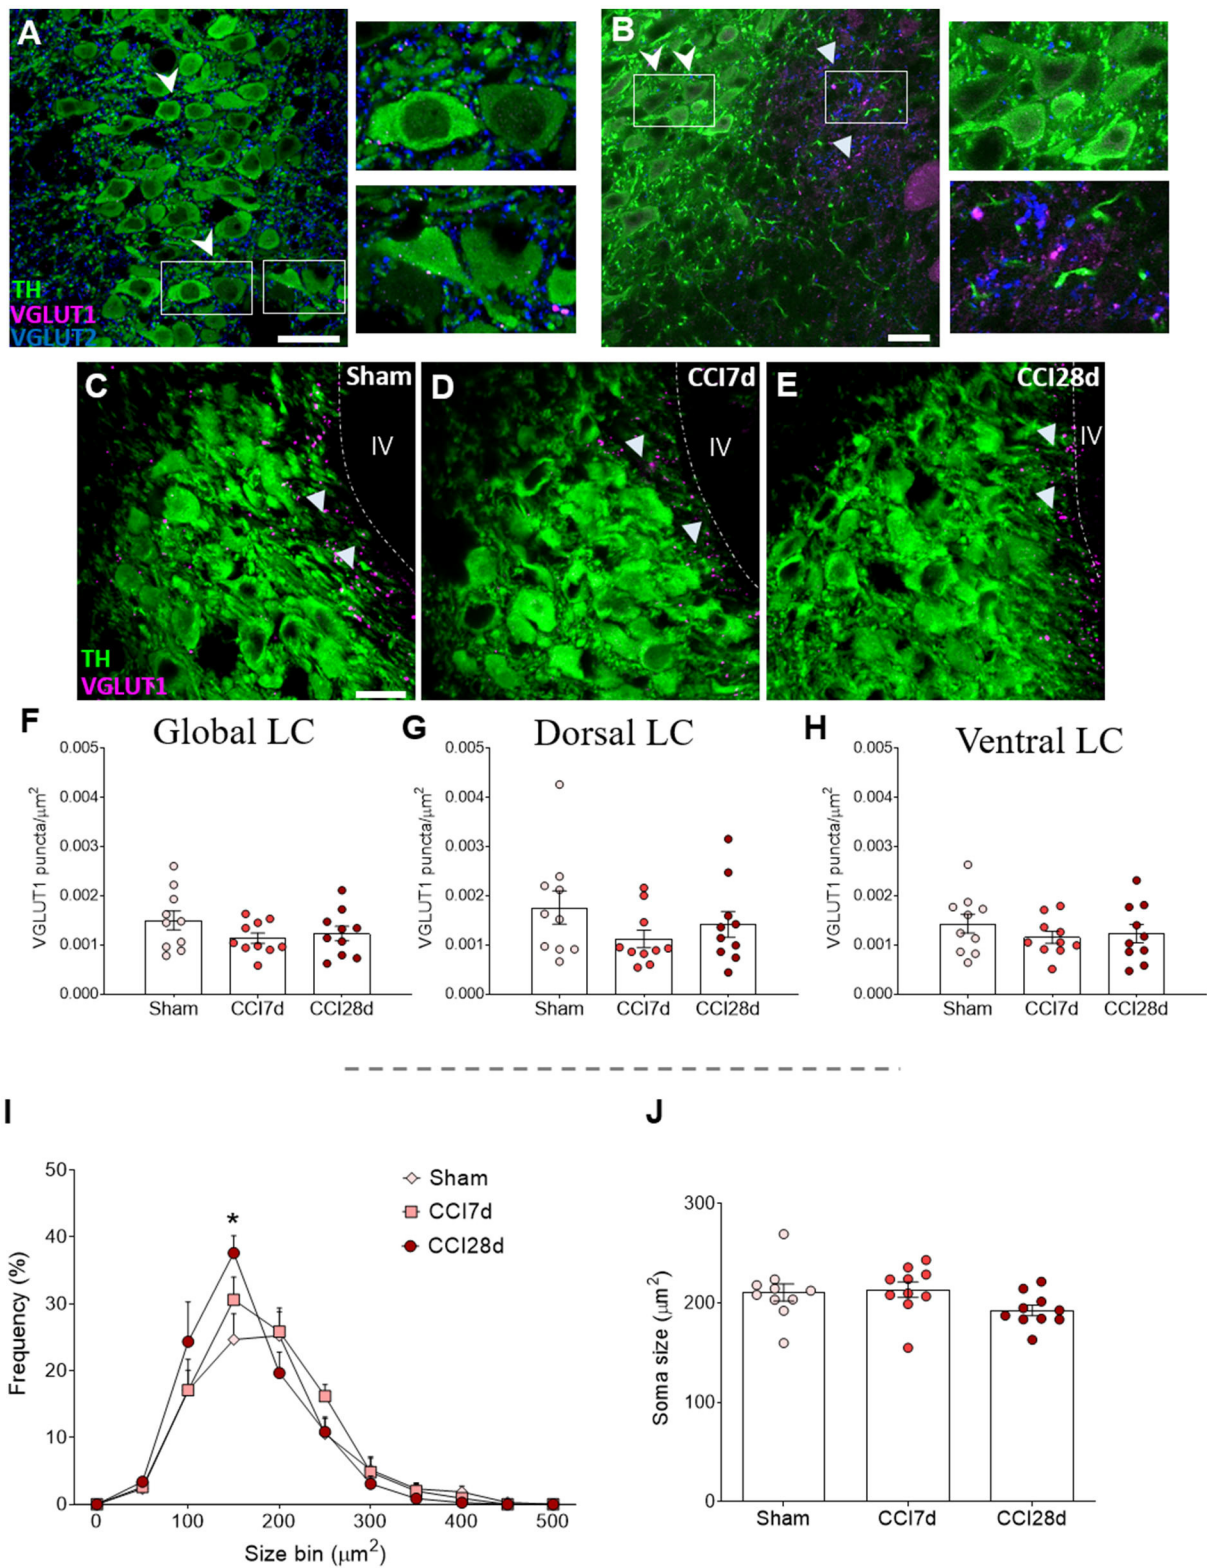 A
TH
VGLUT1
VGLUT2
B
C
Sham
IV
TH
VGLUT1
D
CCI7d
IV
E
CCI28d
IV
F
Global LC
VGLUT1 puncta/μm²
0.005
0.004
0.003
0.002
0.001
0.000
Sham
CCI7d
CCI28d
G
Dorsal LC
VGLUT1 puncta/μm²
0.005
0.004
0.003
0.002
0.001
0.000
Sham
CCI7d
CCI28d
H
Ventral LC
VGLUT1 puncta/μm²
0.005
0.004
0.003
0.002
0.001
0.000
Sham
CCI7d
CCI28d
I
Frequency (%)
50
40
30
20
10
0
*
Sham
CCI7d
CCI28d
0
100
200
300
400
500
Size bin (μm²)
J
Soma size (μm²)
300
200
100
0
Sham
CCI7d
CCI28d